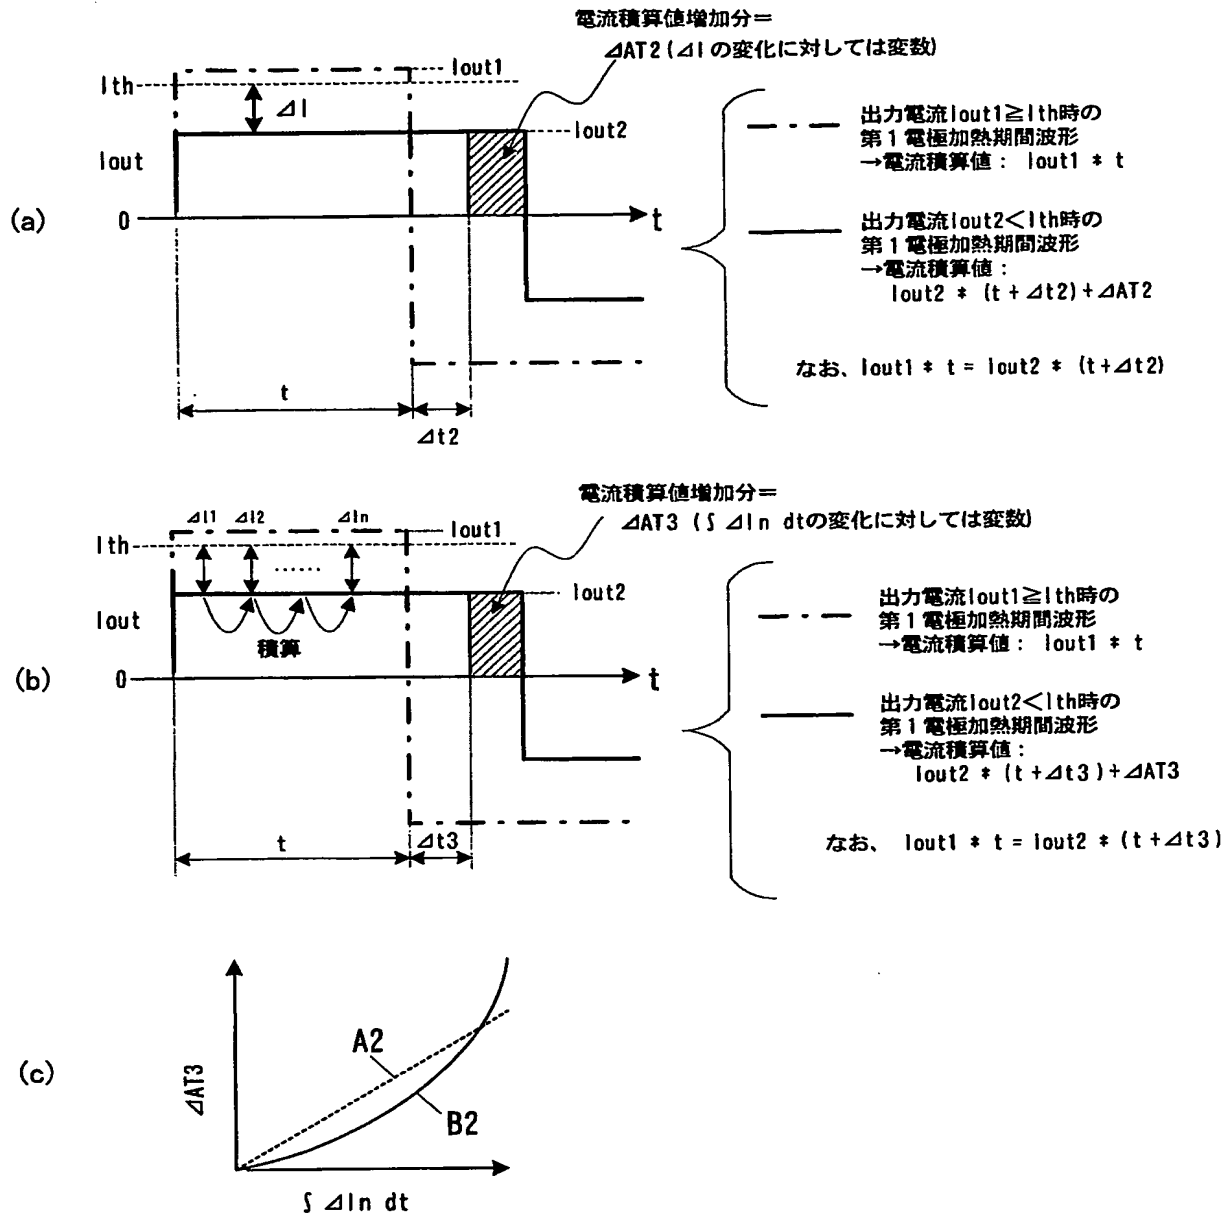 (a)
電流積算値増加分＝
⊿AT2(⊿Iの変化に対しては変数)
Ith
Iout1
⊿I
Iout2
Iout
0
t
t
⊿t2
出力電流Iout1≧Ith時の
第1電極加熱期間波形
→電流積算値： Iout1 * t
出力電流Iout2＜Ith時の
第1電極加熱期間波形
→電流積算値：
Iout2 * (t+⊿t2)+⊿AT2
なお、Iout1 * t = Iout2 * (t+⊿t2)
(b)
電流積算値増加分＝
⊿AT3 (∫⊿In dtの変化に対しては変数)
⊿I1 ⊿I2 ⊿In
Iout1
Ith
……
Iout2
Iout
積算
0
t
t
⊿t3
出力電流Iout1≧Ith時の
第1電極加熱期間波形
→電流積算値： Iout1 * t
出力電流Iout2＜Ith時の
第1電極加熱期間波形
→電流積算値：
Iout2 * (t+⊿t3)+⊿AT3
なお、 Iout1 * t = Iout2 * (t+⊿t3)
(c)
⊿AT3
A2
B2
∫⊿In dt